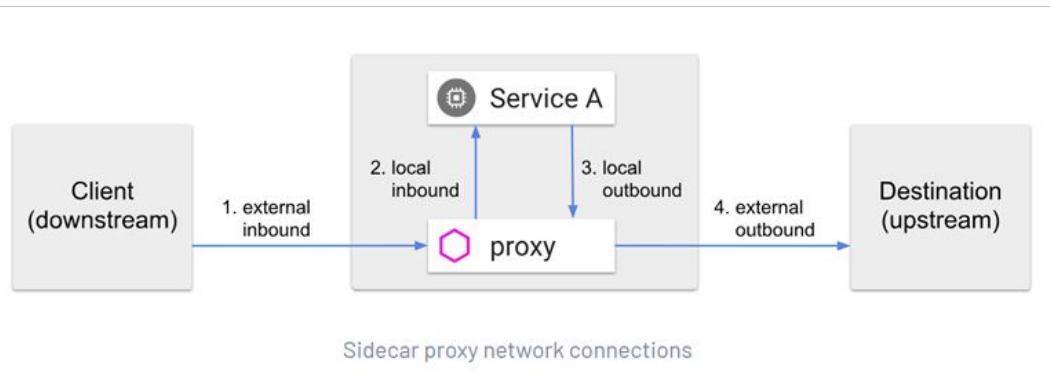 Service A
2. local
inbound
3. local
outbound
Client
(downstream)
1. external
inbound
proxy
4. external
outbound
Destination
(upstream)
Sidecar proxy network connections